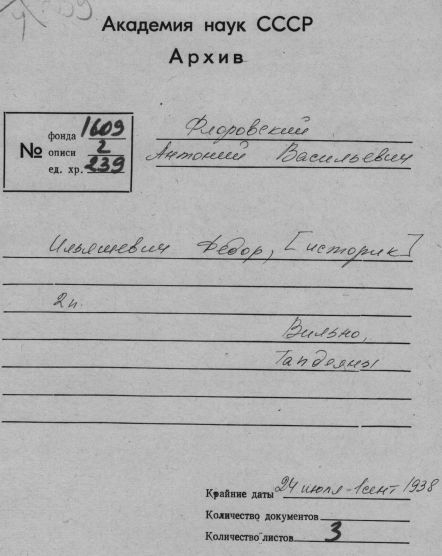 Академия наук СССР
Архив
№
фонда 1609
описи 2
ед. хр. 239
Флоровский
Антоний Васильевич
Ильяшевич Федор, [историк]
2 п.
Вильно,
Тапеляны
Крайние даты 24 июля - 1 сент 1938
Количество документов
Количество листов 3